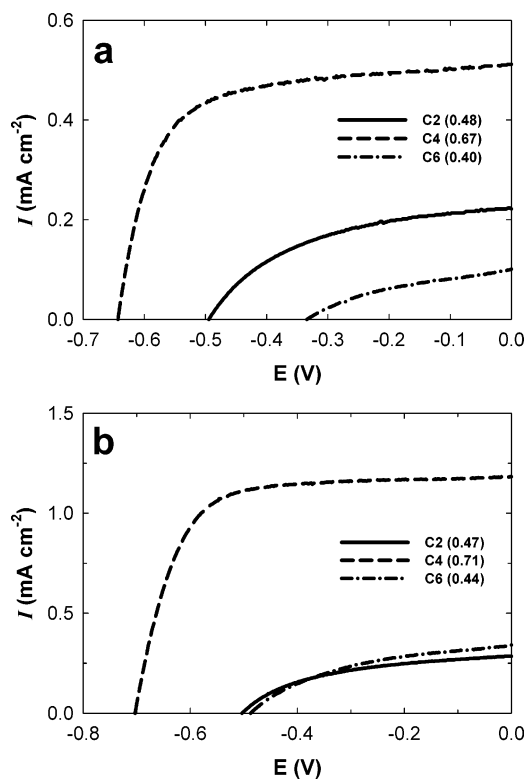 a
0.6
0.4
0.2
0.0
I (mA cm-2)
C2 (0.48)
C4 (0.67)
C6 (0.40)
-0.7 -0.6 -0.5 -0.4 -0.3 -0.2 -0.1 0.0
E (V)
b
1.5
1.0
0.5
0.0
I (mA cm-2)
C2 (0.47)
C4 (0.71)
C6 (0.44)
-0.8 -0.6 -0.4 -0.2 0.0
E (V)